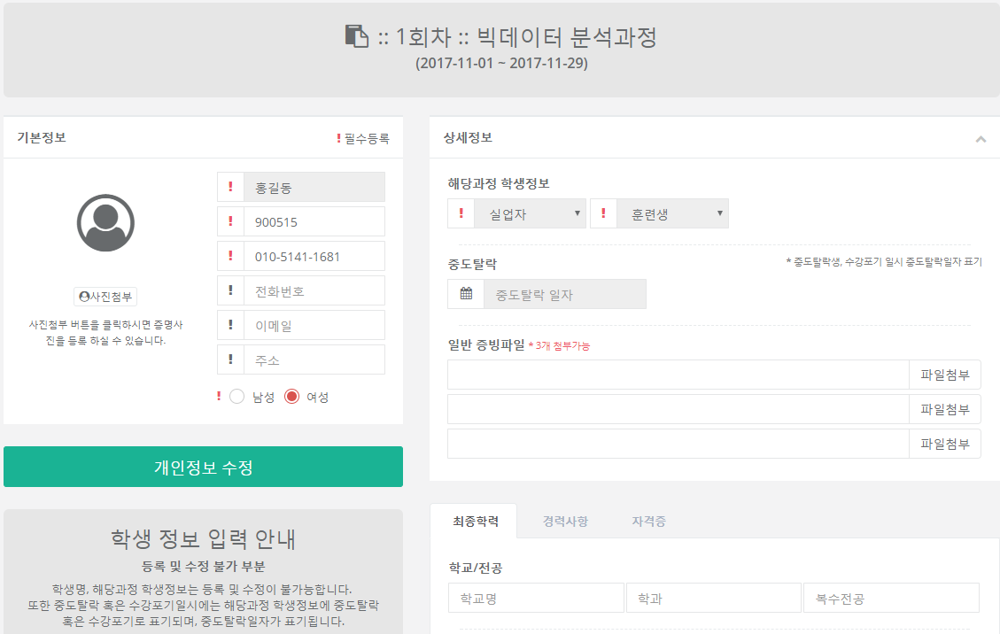 :: 1회차 :: 빅데이터 분석과정
(2017-11-01 ~ 2017-11-29)
기본정보
! 필수등록
! 홍길동
! 900515
! 010-5141-1681
! 전화번호
! 이메일
! 주소
! 남성 여성
사진첨부
사진첨부 버튼을 클릭하시면 증명사
진을 등록 하실 수 있습니다.
개인정보 수정
학생 정보 입력 안내
등록 및 수정 불가 부분
학생명, 해당과정 학생정보는 등록 및 수정이 불가능합니다.
또한 중도탈락 혹은 수강포기일시에는 해당과정 학생정보에 중도탈락
혹은 수강포기로 표기되며, 중도탈락일자가 표기됩니다.
상세정보
해당과정 학생정보
! 실업자 ! 훈련생
중도탈락
* 중도탈락생, 수강포기 일시 중도탈락일자 표기
중도탈락 일자
일반 증빙파일 * 3개 첨부가능
파일첨부
파일첨부
파일첨부
최종학력 경력사항 자격증
학교/전공
학교명 학과 복수전공